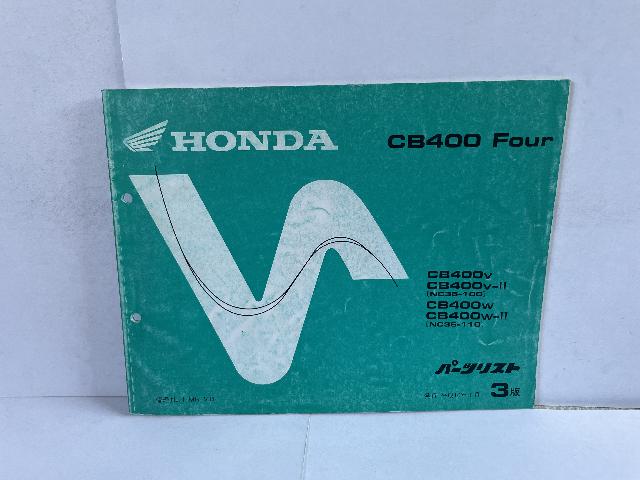 HONDA
CB400 Four
CB400V
CB400V-II
(NC36-100)
CB400W
CB400W-II
(NC36-110)
パーツリスト
3版